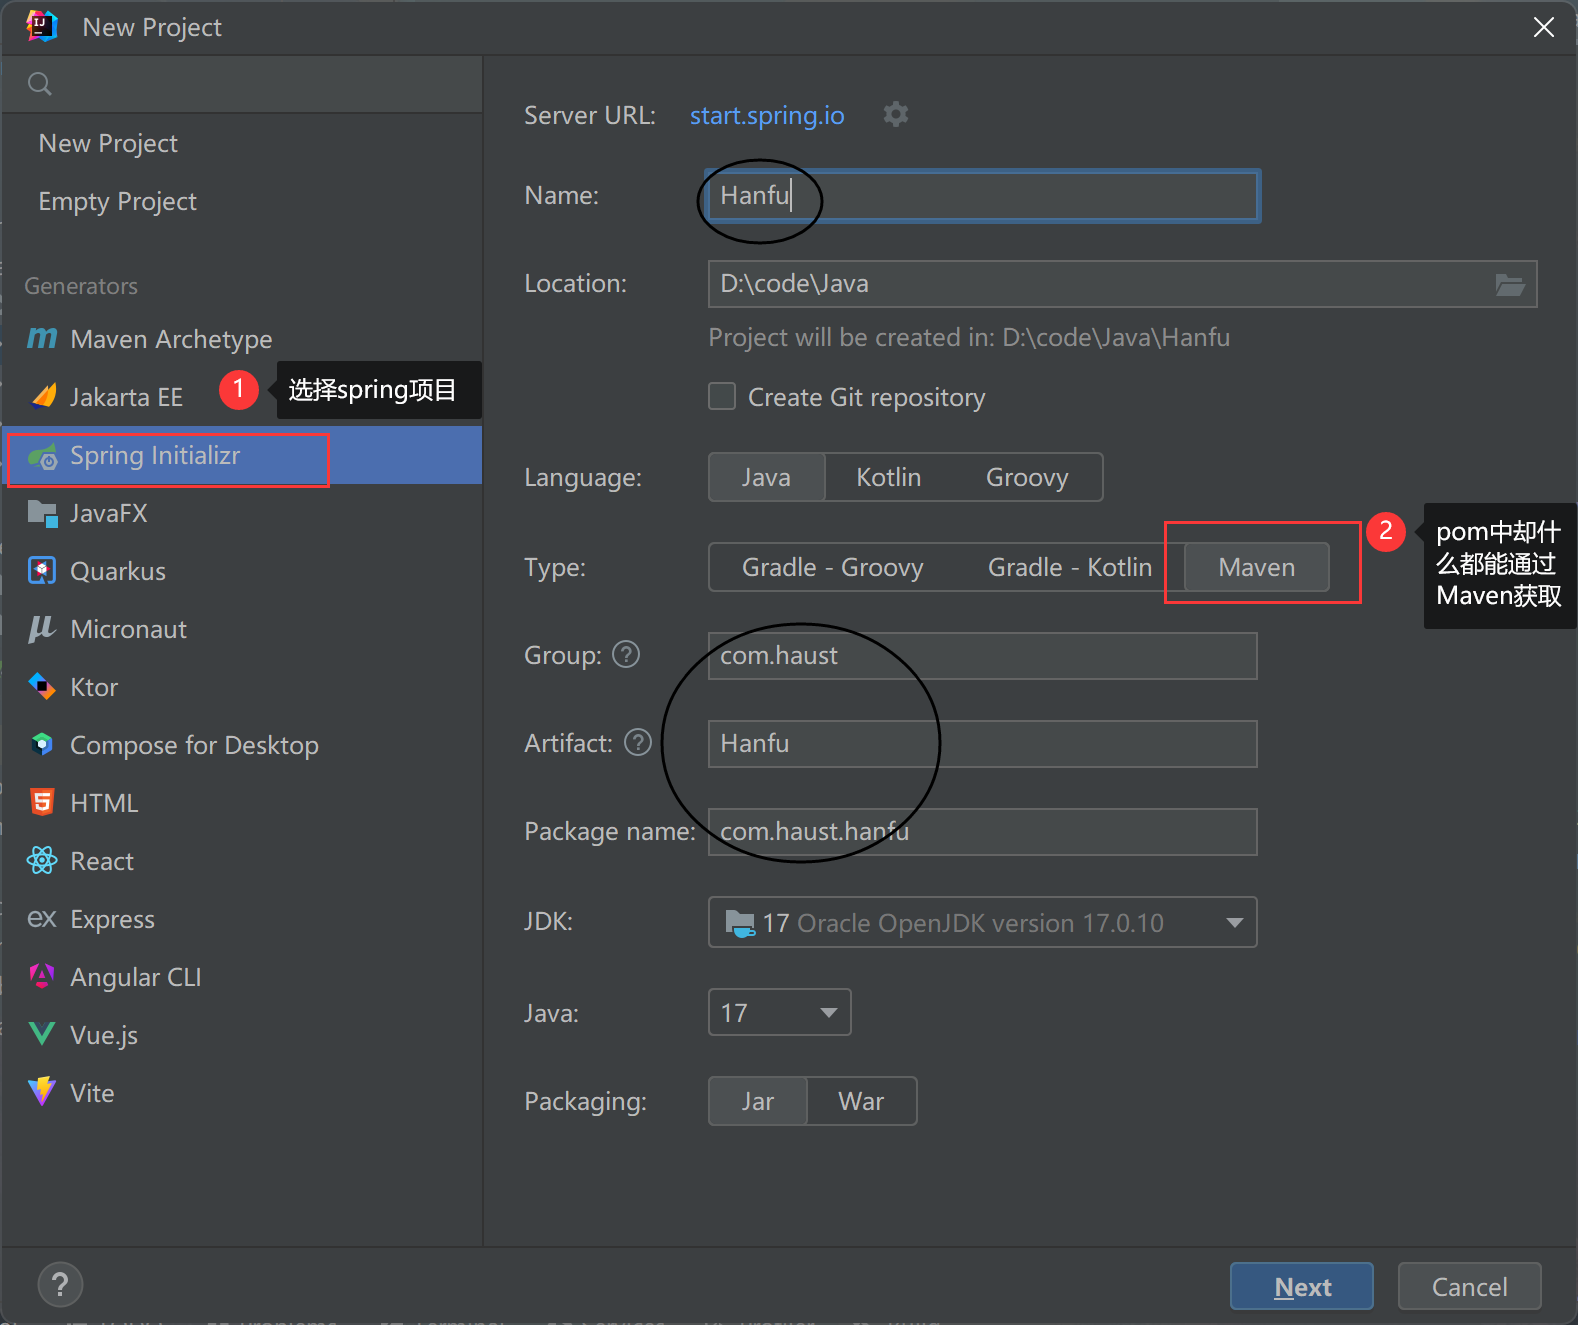 New Project
New Project
Empty Project
Generators
Maven Archetype
Jakarta EE
1
选择spring项目
Spring Initializr
JavaFX
Quarkus
Micronaut
Ktor
Compose for Desktop
HTML
React
Express
Angular CLI
Vue.js
Vite
Server URL: start.spring.io
Name: Hanfu
Location: D:\code\Java
Project will be created in: D:\code\Java\Hanfu
Create Git repository
Language: Java Kotlin Groovy
Type: Gradle - Groovy Gradle - Kotlin Maven
2
pom中却什
么都能通过
Maven获取
Group: ? com.haust
Artifact: ? Hanfu
Package name: com.haust.hanfu
JDK: 17 Oracle OpenJDK version 17.0.10
Java: 17
Packaging: Jar War
? Next Cancel